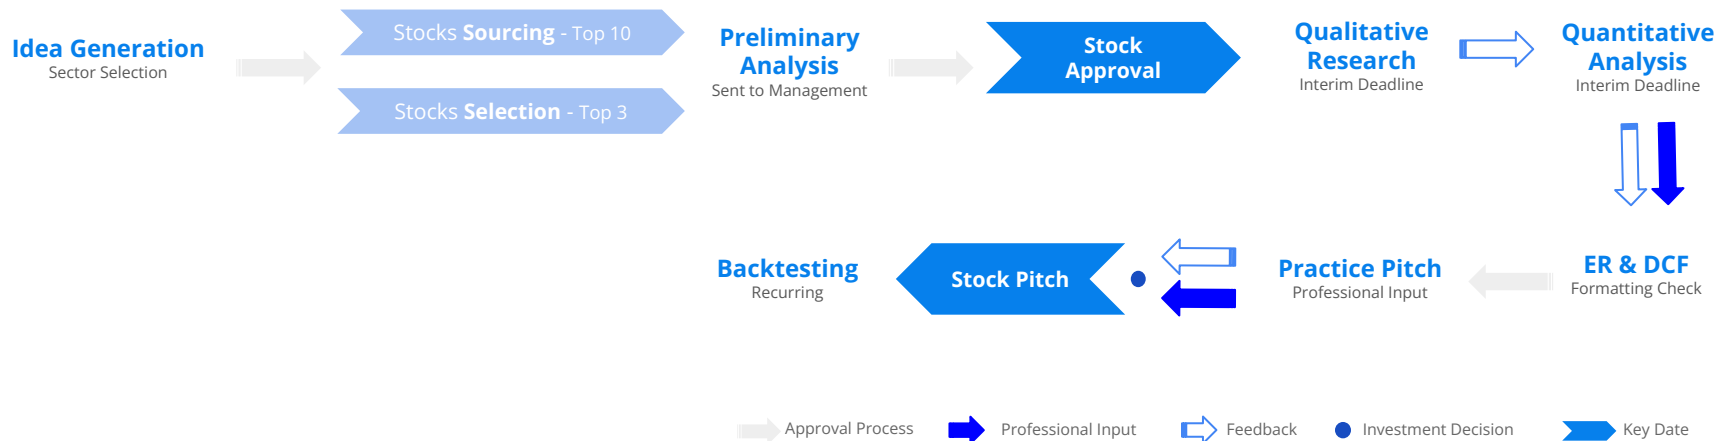 Idea Generation
Sector Selection
Stocks Sourcing - Top 10
Stocks Selection - Top 3
Preliminary
Analysis
Sent to Management
Stock
Approval
Qualitative
Research
Interim Deadline
Quantitative
Analysis
Interim Deadline
Backtesting
Recurring
Stock Pitch
Practice Pitch
Professional Input
ER & DCF
Formatting Check
Approval Process
Professional Input
Feedback
Investment Decision
Key Date